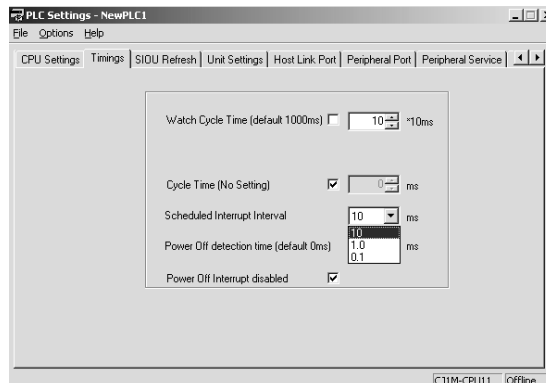 PLC Settings - NewPLC1
File Options Help
CPU Settings Timings SIOU Refresh Unit Settings Host Link Port Peripheral Port Peripheral Service
Watch Cycle Time (default 1000ms) 10 *10ms
Cycle Time (No Setting) 0 ms
Scheduled Interrupt Interval 10 ms
10
Power Off detection time (default 0ms) 1.0 ms
0.1
Power Off Interrupt disabled
CJ1M-CPU11 Offline